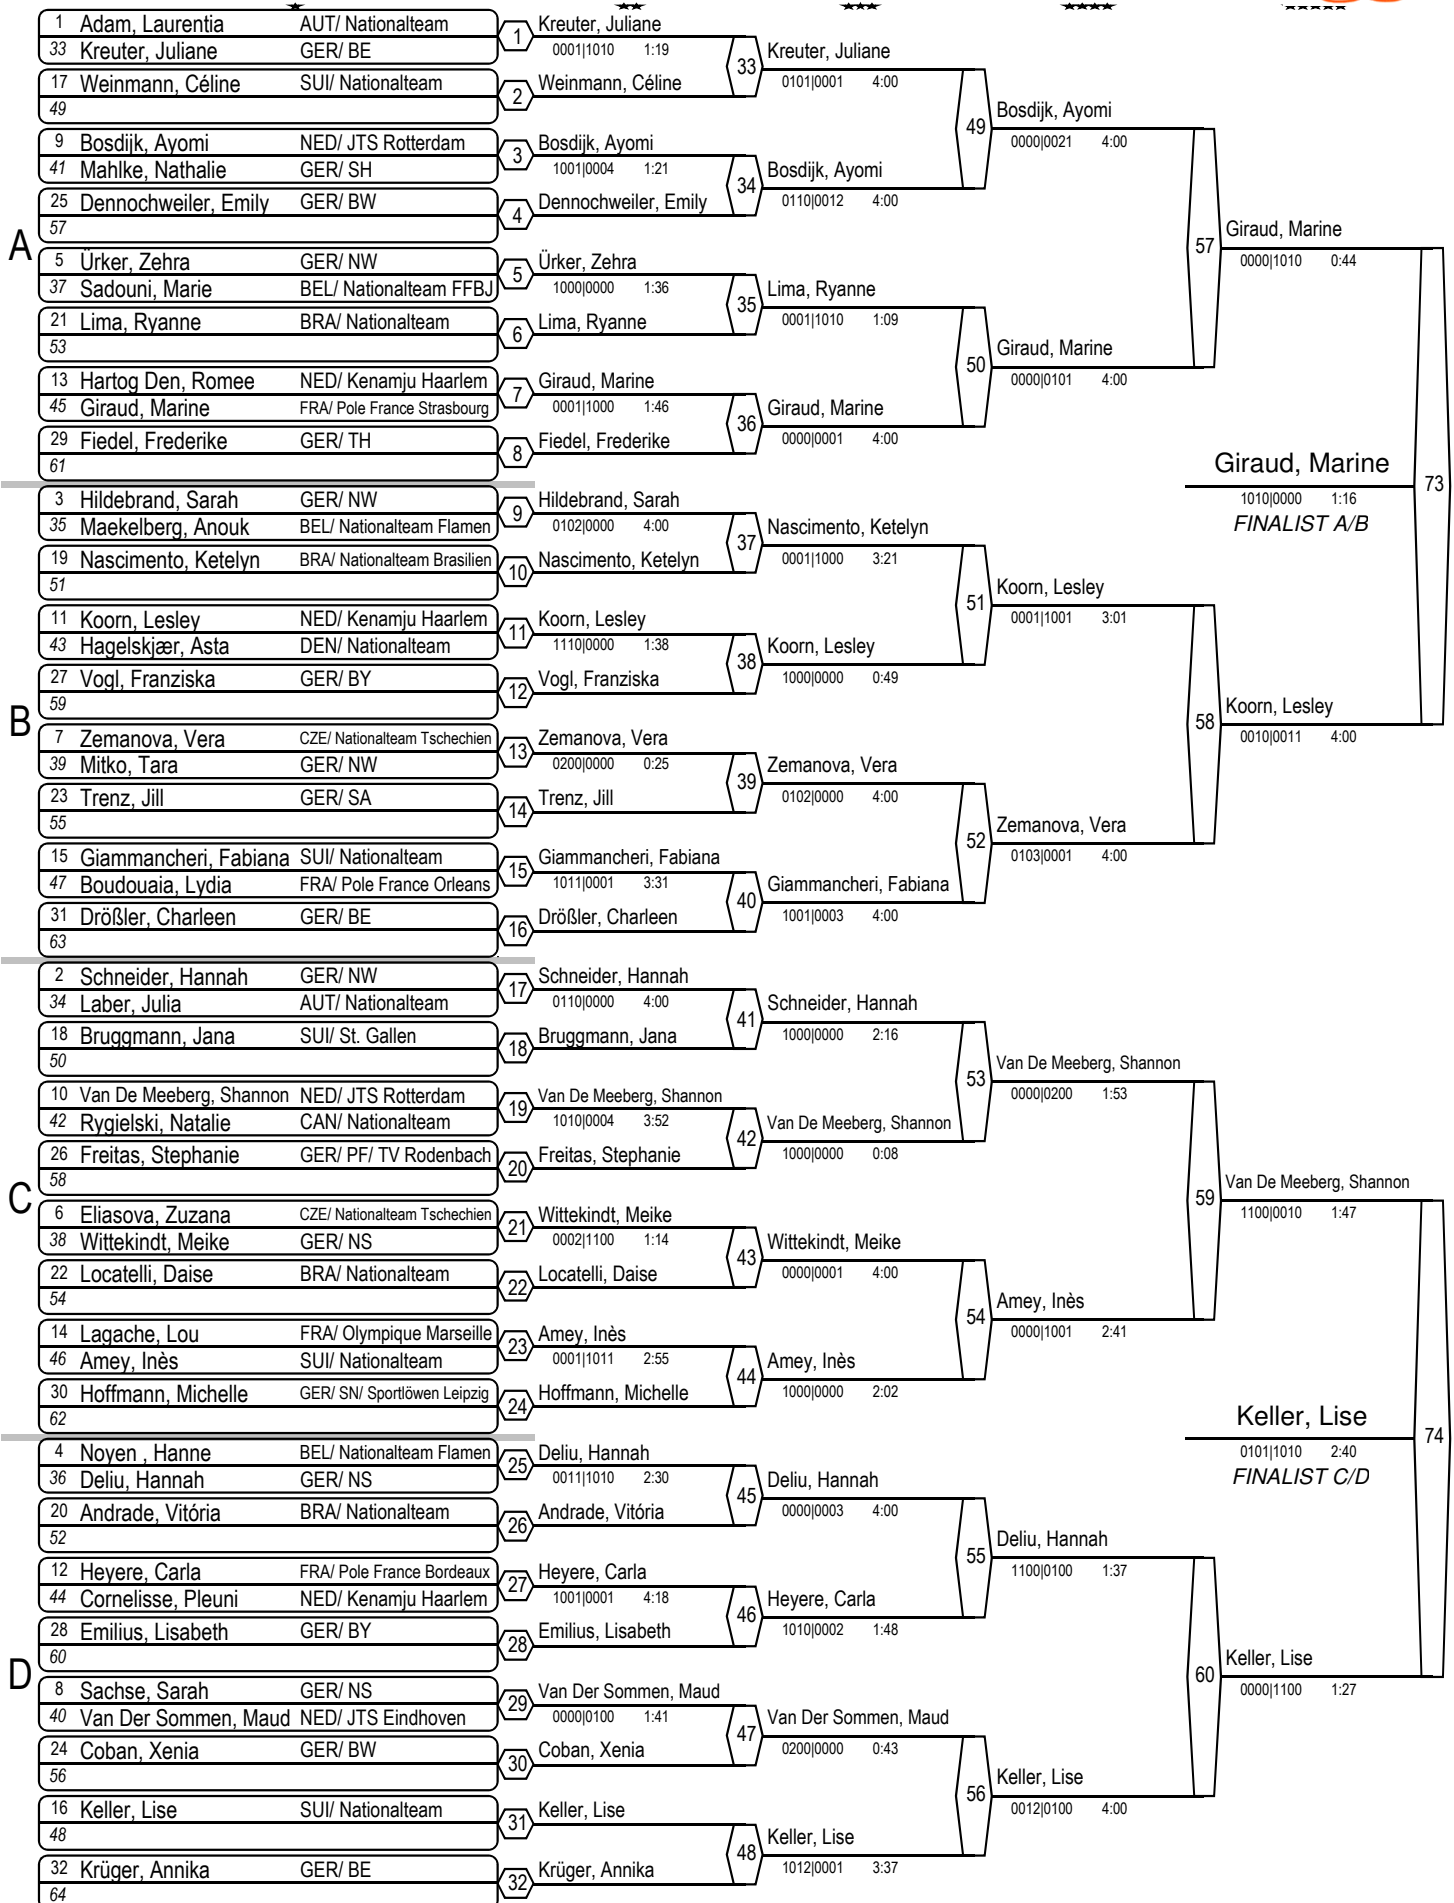 A
1 Adam, Laurentia AUT/ Nationalteam
33 Kreuter, Juliane GER/ BE
17 Weinmann, Céline SUI/ Nationalteam
49
9 Bosdijk, Ayomi NED/ JTS Rotterdam
41 Mahlke, Nathalie GER/ SH
25 Dennochweiler, Emily GER/ BW
57
5 Ürker, Zehra GER/ NW
37 Sadouni, Marie BEL/ Nationalteam FFBJ
21 Lima, Ryanne BRA/ Nationalteam
53
13 Hartog Den, Romee NED/ Kenamju Haarlem
45 Giraud, Marine FRA/ Pole France Strasbourg
29 Fiedel, Frederike GER/ TH
61
B
3 Hildebrand, Sarah GER/ NW
35 Maekelberg, Anouk BEL/ Nationalteam Flamen
19 Nascimento, Ketelyn BRA/ Nationalteam Brasilien
51
11 Koorn, Lesley NED/ Kenamju Haarlem
43 Hagelskjær, Asta DEN/ Nationalteam
27 Vogl, Franziska GER/ BY
59
7 Zemanova, Vera CZE/ Nationalteam Tschechien
39 Mitko, Tara GER/ NW
23 Trenz, Jill GER/ SA
55
15 Giammancheri, Fabiana SUI/ Nationalteam
47 Boudouaia, Lydia FRA/ Pole France Orleans
31 Drößler, Charleen GER/ BE
63
C
2 Schneider, Hannah GER/ NW
34 Laber, Julia AUT/ Nationalteam
18 Bruggmann, Jana SUI/ St. Gallen
50
10 Van De Meeberg, Shannon NED/ JTS Rotterdam
42 Rygielski, Natalie CAN/ Nationalteam
26 Freitas, Stephanie GER/ PF/ TV Rodenbach
58
6 Eliasova, Zuzana CZE/ Nationalteam Tschechien
38 Wittekindt, Meike GER/ NS
22 Locatelli, Daise BRA/ Nationalteam
54
14 Lagache, Lou FRA/ Olympique Marseille
46 Amey, Inès SUI/ Nationalteam
30 Hoffmann, Michelle GER/ SN/ Sportlöwen Leipzig
62
D
4 Noyen , Hanne BEL/ Nationalteam Flamen
36 Deliu, Hannah GER/ NS
20 Andrade, Vitória BRA/ Nationalteam
52
12 Heyere, Carla FRA/ Pole France Bordeaux
44 Cornelisse, Pleuni NED/ Kenamju Haarlem
28 Emilius, Lisabeth GER/ BY
60
8 Sachse, Sarah GER/ NS
40 Van Der Sommen, Maud NED/ JTS Eindhoven
24 Coban, Xenia GER/ BW
56
16 Keller, Lise SUI/ Nationalteam
48
32 Krüger, Annika GER/ BE
64
1 Kreuter, Juliane
0001|1010 1:19
2 Weinmann, Céline
3 Bosdijk, Ayomi
1001|0004 1:21
4 Dennochweiler, Emily
5 Ürker, Zehra
1000|0000 1:36
6 Lima, Ryanne
7 Giraud, Marine
0001|1000 1:46
8 Fiedel, Frederike
9 Hildebrand, Sarah
0102|0000 4:00
10 Nascimento, Ketelyn
11 Koorn, Lesley
1110|0000 1:38
12 Vogl, Franziska
13 Zemanova, Vera
0200|0000 0:25
14 Trenz, Jill
15 Giammancheri, Fabiana
1011|0001 3:31
16 Drößler, Charleen
17 Schneider, Hannah
0110|0000 4:00
18 Bruggmann, Jana
19 Van De Meeberg, Shannon
1010|0004 3:52
20 Freitas, Stephanie
21 Wittekindt, Meike
0002|1100 1:14
22 Locatelli, Daise
23 Amey, Inès
0001|1011 2:55
24 Hoffmann, Michelle
25 Deliu, Hannah
0011|1010 2:30
26 Andrade, Vitória
27 Heyere, Carla
1001|0001 4:18
28 Emilius, Lisabeth
29 Van Der Sommen, Maud
0000|0100 1:41
30 Coban, Xenia
31 Keller, Lise
32 Krüger, Annika
33 Kreuter, Juliane
0101|0001 4:00
34 Bosdijk, Ayomi
0110|0012 4:00
35 Lima, Ryanne
0001|1010 1:09
36 Giraud, Marine
0000|0001 4:00
37 Nascimento, Ketelyn
0001|1000 3:21
38 Koorn, Lesley
1000|0000 0:49
39 Zemanova, Vera
0102|0000 4:00
40 Giammancheri, Fabiana
1001|0003 4:00
41 Schneider, Hannah
1000|0000 2:16
42 Van De Meeberg, Shannon
1000|0000 0:08
43 Wittekindt, Meike
0000|0001 4:00
44 Amey, Inès
1000|0000 2:02
45 Deliu, Hannah
0000|0003 4:00
46 Heyere, Carla
1010|0002 1:48
47 Van Der Sommen, Maud
0200|0000 0:43
48 Keller, Lise
1012|0001 3:37
49 Bosdijk, Ayomi
0000|0021 4:00
50 Giraud, Marine
0000|0101 4:00
51 Koorn, Lesley
0001|1001 3:01
52 Zemanova, Vera
0103|0001 4:00
53 Van De Meeberg, Shannon
0000|0200 1:53
54 Amey, Inès
0000|1001 2:41
55 Deliu, Hannah
1100|0100 1:37
56 Keller, Lise
0012|0100 4:00
57 Giraud, Marine
0000|1010 0:44
58 Koorn, Lesley
0010|0011 4:00
59 Van De Meeberg, Shannon
1100|0010 1:47
60 Keller, Lise
0000|1100 1:27
Giraud, Marine
73
1010|0000 1:16
FINALIST A/B
Keller, Lise
74
0101|1010 2:40
FINALIST C/D